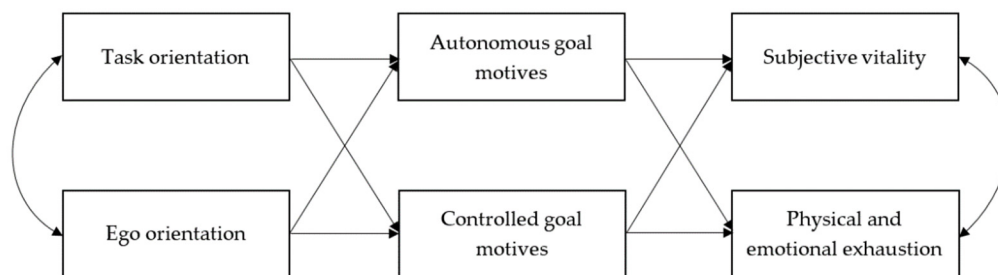 Task orientation
Autonomous goal
motives
Subjective vitality
Ego orientation
Controlled goal
motives
Physical and
emotional exhaustion